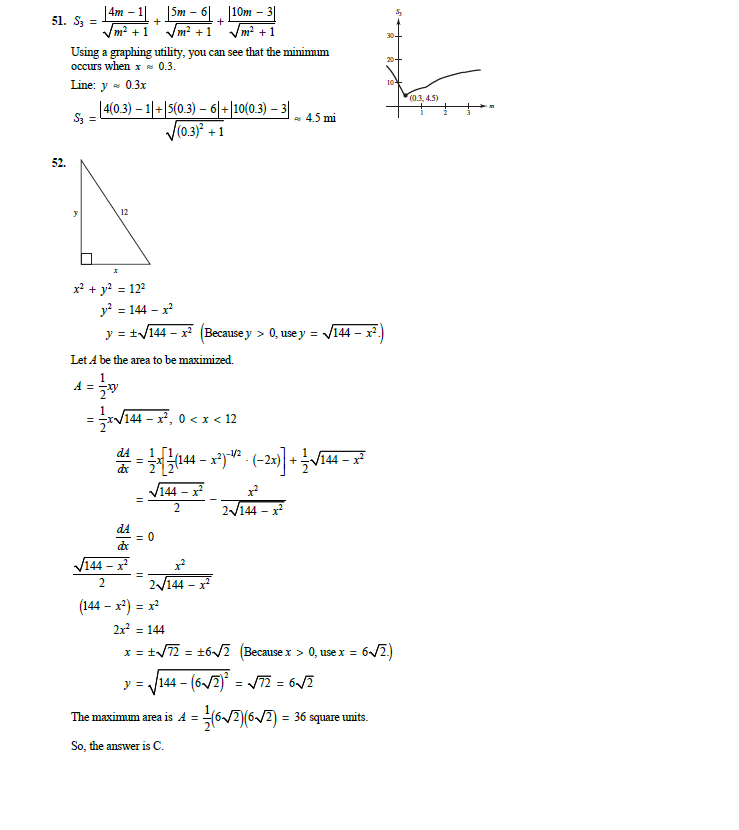 51. S₃ = |4m − 1|/√(m² + 1) + |5m − 6|/√(m² + 1) + |10m − 3|/√(m² + 1)
Using a graphing utility, you can see that the minimum
occurs when x ≈ 0.3.
Line: y ≈ 0.3x
S₃ = (|4(0.3) − 1| + |5(0.3) − 6| + |10(0.3) − 3|)/√((0.3)² + 1) ≈ 4.5 mi
S₃
30
20
10
(0.3, 4.5)
1 2 3
m
52.
y
12
x
x² + y² = 12²
y² = 144 − x²
y = ±√(144 − x²) (Because y > 0, use y = √(144 − x²).)
Let A be the area to be maximized.
A = 1/2 xy
= 1/2 x√(144 − x²), 0 < x < 12
dA/dx = 1/2 x[1/2 (144 − x²)^(−1/2) · (−2x)] + 1/2 √(144 − x²)
= √(144 − x²)/2 − x²/(2√(144 − x²))
dA/dx = 0
√(144 − x²)/2 = x²/(2√(144 − x²))
(144 − x²) = x²
2x² = 144
x = ±√72 = ±6√2 (Because x > 0, use x = 6√2.)
y = √(144 − (6√2)²) = √72 = 6√2
The maximum area is A = 1/2 (6√2)(6√2) = 36 square units.
So, the answer is C.